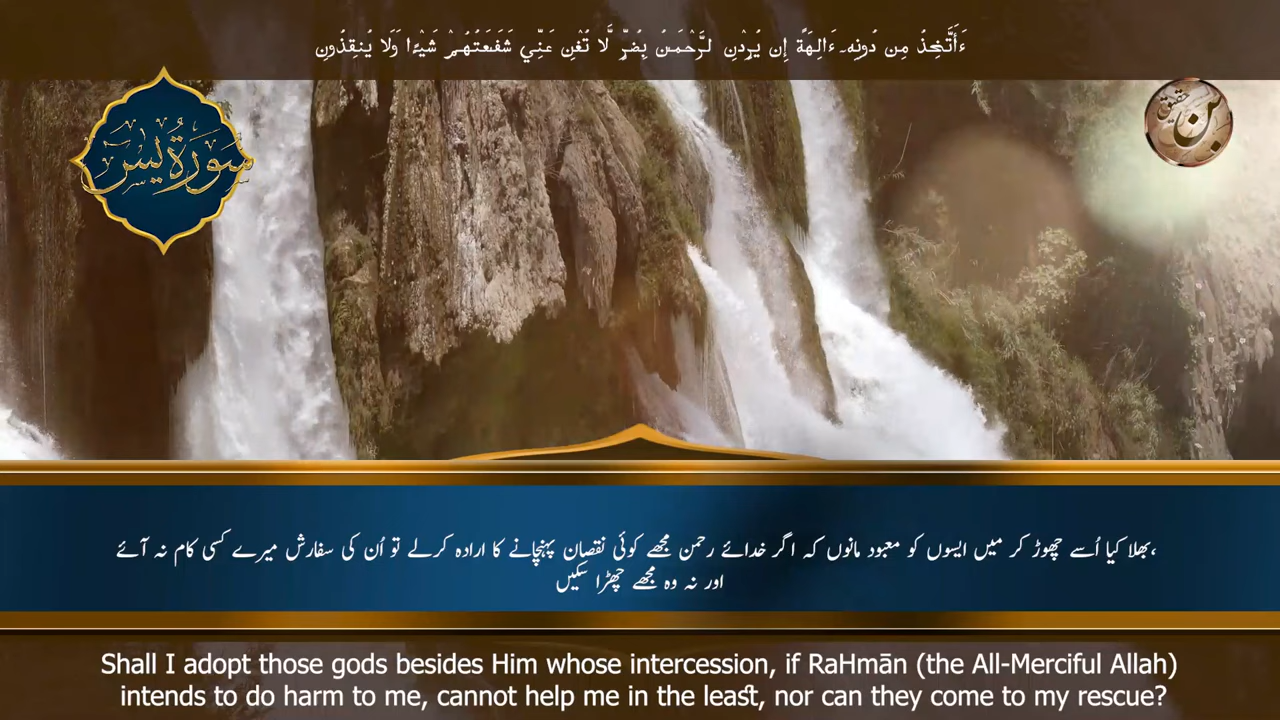 ءَأَتَّخِذُ مِن دُونِهِۦٓ ءَالِهَةً إِن يُرِدْنِ ٱلرَّحْمَـٰنُ بِضُرٍّ لَّا تُغْنِ عَنِّي شَفَـٰعَتُهُمْ شَيْـًٔا وَلَا يُنقِذُونِ
سُورَةُ يٰسٓ
بن حقیق
بھلا کیا اُسے چھوڑ کر میں ایسوں کو معبود مانوں کہ اگر خدائے رحمن مجھے کوئی نقصان پہنچانے کا ارادہ کرلے تو اُن کی سفارش میرے کسی کام نہ آئے،
اور نہ وہ مجھے چھڑا سکیں
Shall I adopt those gods besides Him whose intercession, if RaHmān (the All-Merciful Allah)
intends to do harm to me, cannot help me in the least, nor can they come to my rescue?